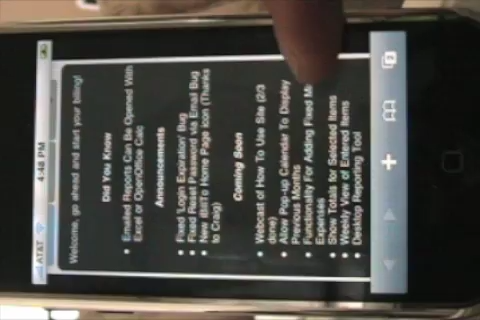 AT&T 4:48 PM
Welcome, go ahead and start your billing!
Did You Know
• Emailed Reports Can Be Opened With
Excel or OpenOffice Calc
Announcements
• Fixed 'Login Expiration' Bug
• Fixed Reset Password via Email Bug
• New iBillTo Home Page Icon (Thanks
to Craig)
Coming Soon
• Webcast of How To Use Site (2/3
done)
• Allow Pop-up Calendar To Display
Previous Months
• Functionality For Adding Fixed
Expenses
• Show Totals for Selected Items
• Weekly View of Entered Items
• Desktop Reporting Tool